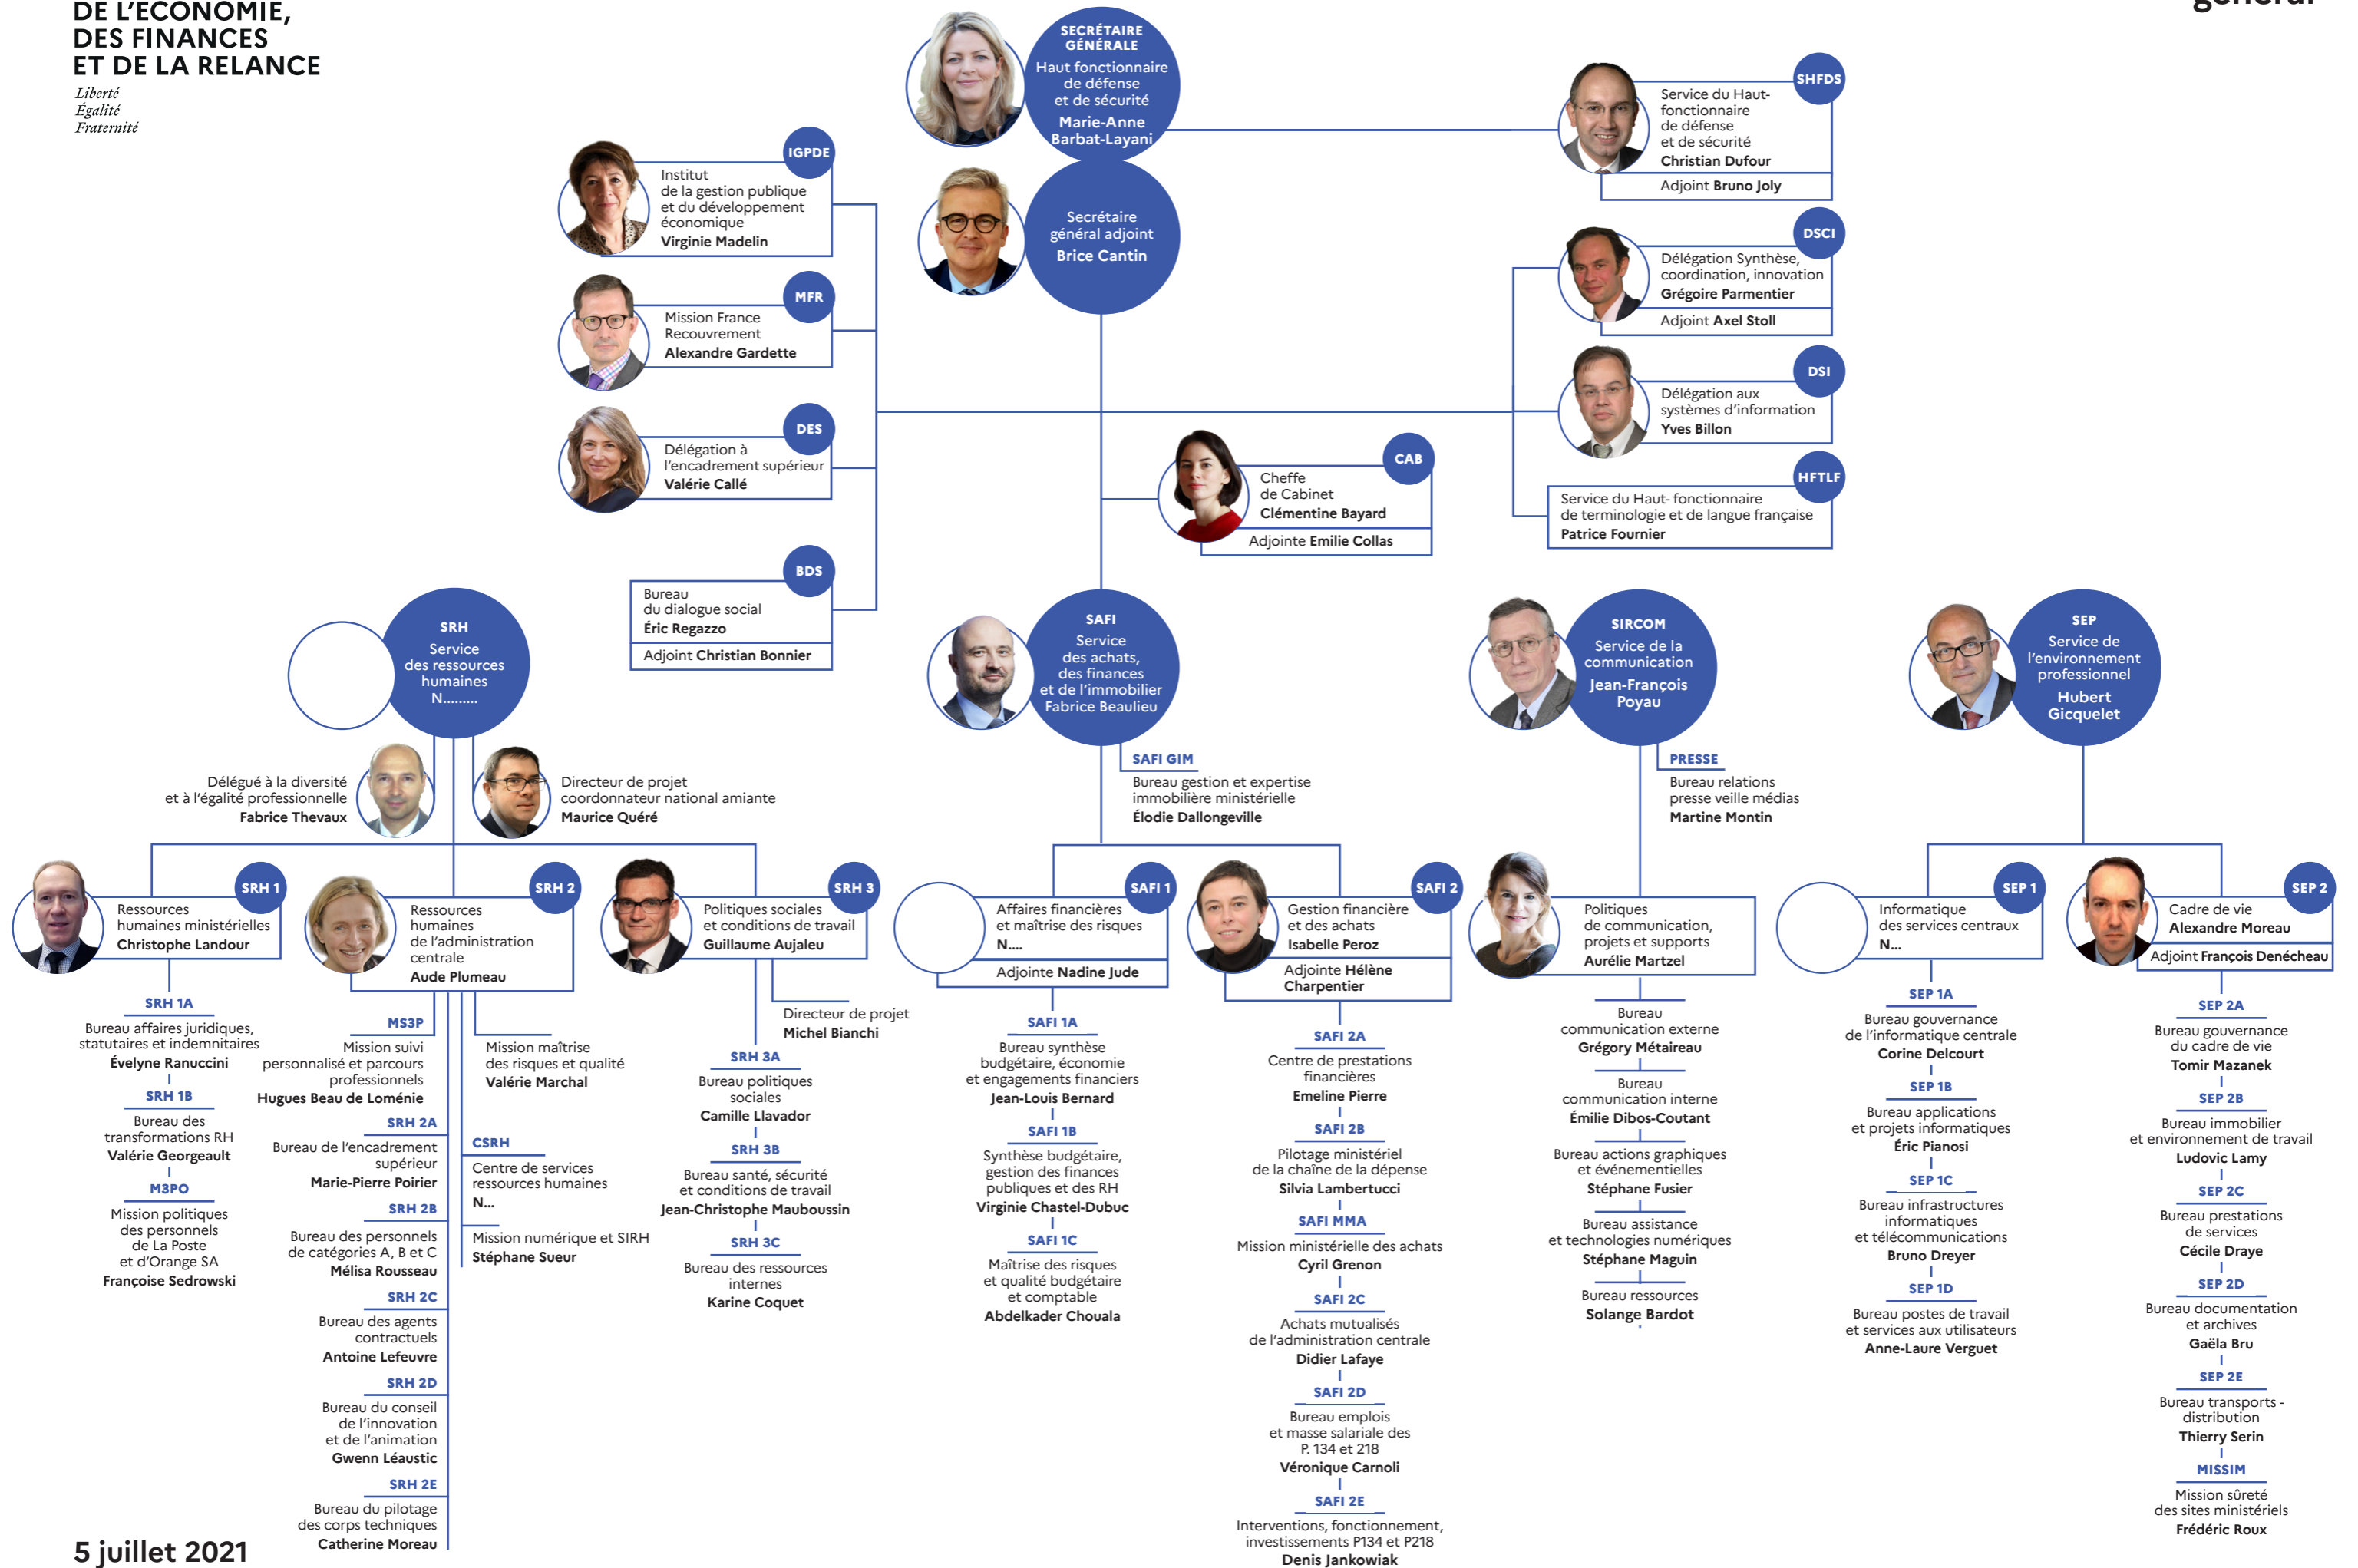 DE L'ÉCONOMIE,
DES FINANCES
ET DE LA RELANCE
Liberté
Égalité
Fraternité
général
SECRÉTAIRE
GÉNÉRALE
Haut fonctionnaire
de défense
et de sécurité
Marie-Anne
Barbat-Layani
Secrétaire
général adjoint
Brice Cantin
SHFDS
Service du Haut-
fonctionnaire
de défense
et de sécurité
Christian Dufour
Adjoint Bruno Joly
IGPDE
Institut
de la gestion publique
et du développement
économique
Virginie Madelin
MFR
Mission France
Recouvrement
Alexandre Gardette
DES
Délégation à
l'encadrement supérieur
Valérie Callé
BDS
Bureau
du dialogue social
Éric Regazzo
Adjoint Christian Bonnier
DSCI
Délégation Synthèse,
coordination, innovation
Grégoire Parmentier
Adjoint Axel Stoll
DSI
Délégation aux
systèmes d'information
Yves Billon
HFTLF
Service du Haut- fonctionnaire
de terminologie et de langue française
Patrice Fournier
CAB
Cheffe
de Cabinet
Clémentine Bayard
Adjointe Emilie Collas
SRH
Service
des ressources
humaines
N.........
Délégué à la diversité
et à l'égalité professionnelle
Fabrice Thevaux
Directeur de projet
coordonnateur national amiante
Maurice Quéré
SRH 1
Ressources
humaines ministérielles
Christophe Landour
SRH 1A
Bureau affaires juridiques,
statutaires et indemnitaires
Évelyne Ranuccini
SRH 1B
Bureau des
transformations RH
Valérie Georgeault
M3PO
Mission politiques
des personnels
de La Poste
et d'Orange SA
Françoise Sedrowski
SRH 2
Ressources
humaines
de l'administration
centrale
Aude Plumeau
MS3P
Mission suivi
personnalisé et parcours
professionnels
Hugues Beau de Loménie
SRH 2A
Bureau de l'encadrement
supérieur
Marie-Pierre Poirier
SRH 2B
Bureau des personnels
de catégories A, B et C
Mélisa Rousseau
SRH 2C
Bureau des agents
contractuels
Antoine Lefeuvre
SRH 2D
Bureau du conseil
de l'innovation
et de l'animation
Gwenn Léaustic
SRH 2E
Bureau du pilotage
des corps techniques
Catherine Moreau
Mission maîtrise
des risques et qualité
Valérie Marchal
CSRH
Centre de services
ressources humaines
N...
Mission numérique et SIRH
Stéphane Sueur
SRH 3
Politiques sociales
et conditions de travail
Guillaume Aujaleu
Directeur de projet
Michel Bianchi
SRH 3A
Bureau politiques
sociales
Camille Llavador
SRH 3B
Bureau santé, sécurité
et conditions de travail
Jean-Christophe Mauboussin
SRH 3C
Bureau des ressources
internes
Karine Coquet
SAFI
Service
des achats,
des finances
et de l'immobilier
Fabrice Beaulieu
SAFI GIM
Bureau gestion et expertise
immobilière ministérielle
Élodie Dallongeville
SAFI 1
Affaires financières
et maîtrise des risques
N....
Adjointe Nadine Jude
SAFI 1A
Bureau synthèse
budgétaire, économie
et engagements financiers
Jean-Louis Bernard
SAFI 1B
Synthèse budgétaire,
gestion des finances
publiques et des RH
Virginie Chastel-Dubuc
SAFI 1C
Maîtrise des risques
et qualité budgétaire
et comptable
Abdelkader Chouala
SAFI 2
Gestion financière
et des achats
Isabelle Peroz
Adjointe Hélène
Charpentier
SAFI 2A
Centre de prestations
financières
Emeline Pierre
SAFI 2B
Pilotage ministériel
de la chaîne de la dépense
Silvia Lambertucci
SAFI MMA
Mission ministérielle des achats
Cyril Grenon
SAFI 2C
Achats mutualisés
de l'administration centrale
Didier Lafaye
SAFI 2D
Bureau emplois
et masse salariale des
P. 134 et 218
Véronique Carnoli
SAFI 2E
Interventions, fonctionnement,
investissements P134 et P218
Denis Jankowiak
SIRCOM
Service de la
communication
Jean-François
Poyau
PRESSE
Bureau relations
presse veille médias
Martine Montin
Politiques
de communication,
projets et supports
Aurélie Martzel
Bureau
communication externe
Grégory Métaireau
Bureau
communication interne
Émilie Dibos-Coutant
Bureau actions graphiques
et événementielles
Stéphane Fusier
Bureau assistance
et technologies numériques
Stéphane Maguin
Bureau ressources
Solange Bardot
SEP
Service de
l'environnement
professionnel
Hubert
Gicquelet
SEP 1
Informatique
des services centraux
N...
SEP 1A
Bureau gouvernance
de l'informatique centrale
Corine Delcourt
SEP 1B
Bureau applications
et projets informatiques
Éric Pianosi
SEP 1C
Bureau infrastructures
informatiques
et télécommunications
Bruno Dreyer
SEP 1D
Bureau postes de travail
et services aux utilisateurs
Anne-Laure Verguet
SEP 2
Cadre de vie
Alexandre Moreau
Adjoint François Denécheau
SEP 2A
Bureau gouvernance
du cadre de vie
Tomir Mazanek
SEP 2B
Bureau immobilier
et environnement de travail
Ludovic Lamy
SEP 2C
Bureau prestations
de services
Cécile Draye
SEP 2D
Bureau documentation
et archives
Gaëla Bru
SEP 2E
Bureau transports -
distribution
Thierry Serin
MISSIM
Mission sûreté
des sites ministériels
Frédéric Roux
5 juillet 2021